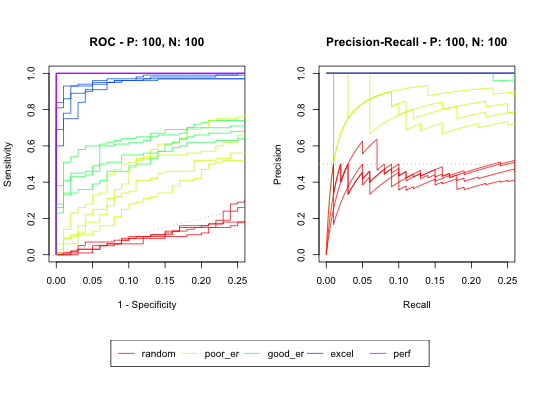 ROC - P: 100, N: 100
Sensitivity
0.0
0.2
0.4
0.6
0.8
1.0
0.00 0.05 0.10 0.15 0.20 0.25
1 - Specificity
Precision-Recall - P: 100, N: 100
Precision
0.0
0.2
0.4
0.6
0.8
1.0
0.00 0.05 0.10 0.15 0.20 0.25
Recall
random poor_er good_er excel perf